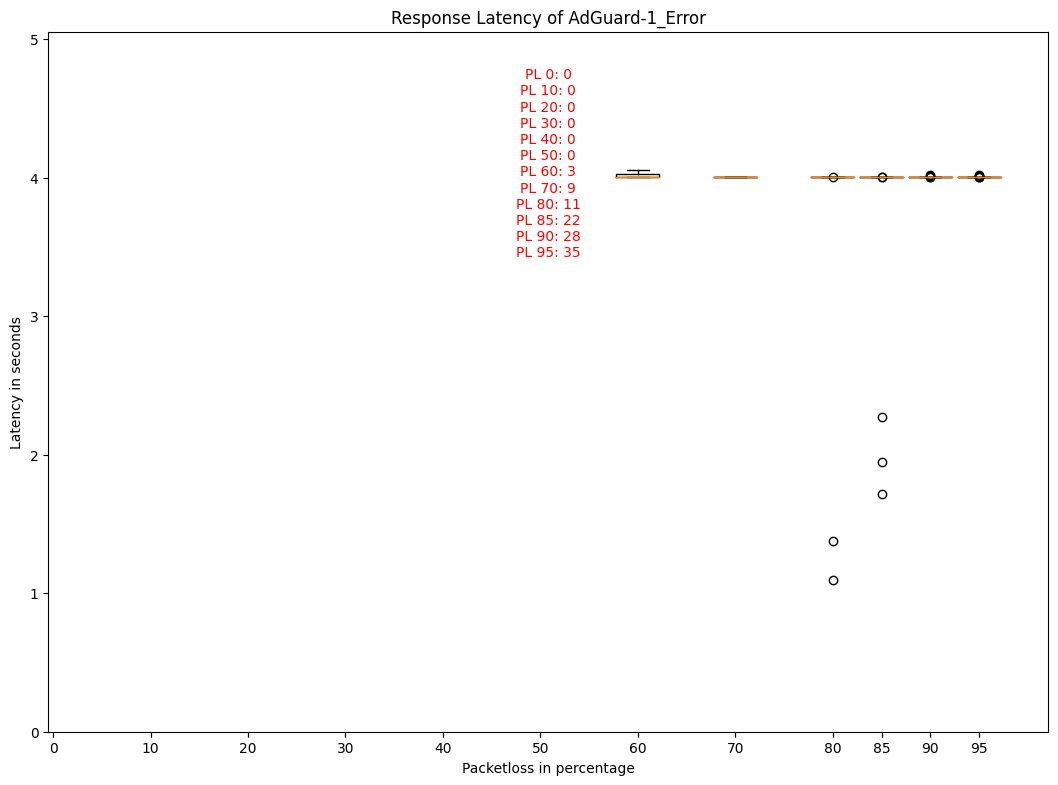 Response Latency of AdGuard-1_Error
5
PL 0: 0
PL 10: 0
PL 20: 0
PL 30: 0
PL 40: 0
PL 50: 0
PL 60: 3
PL 70: 9
PL 80: 11
PL 85: 22
PL 90: 28
PL 95: 35
4
3
2
1
0
Latency in seconds
0 10 20 30 40 50 60 70 80 85 90 95
Packetloss in percentage